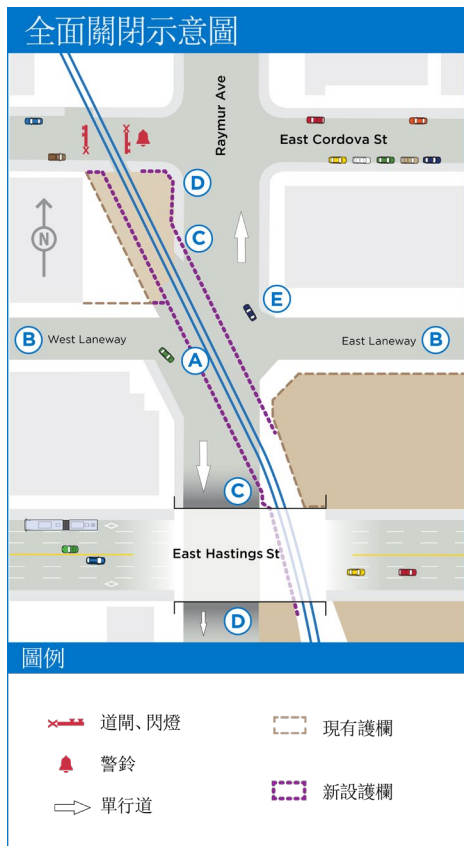 全面關閉示意圖
Raymur Ave
East Cordova St
D
C
N
E
B West Laneway
East Laneway B
A
C
East Hastings St
D
圖例
道閘、閃燈
現有護欄
警鈴
新設護欄
單行道